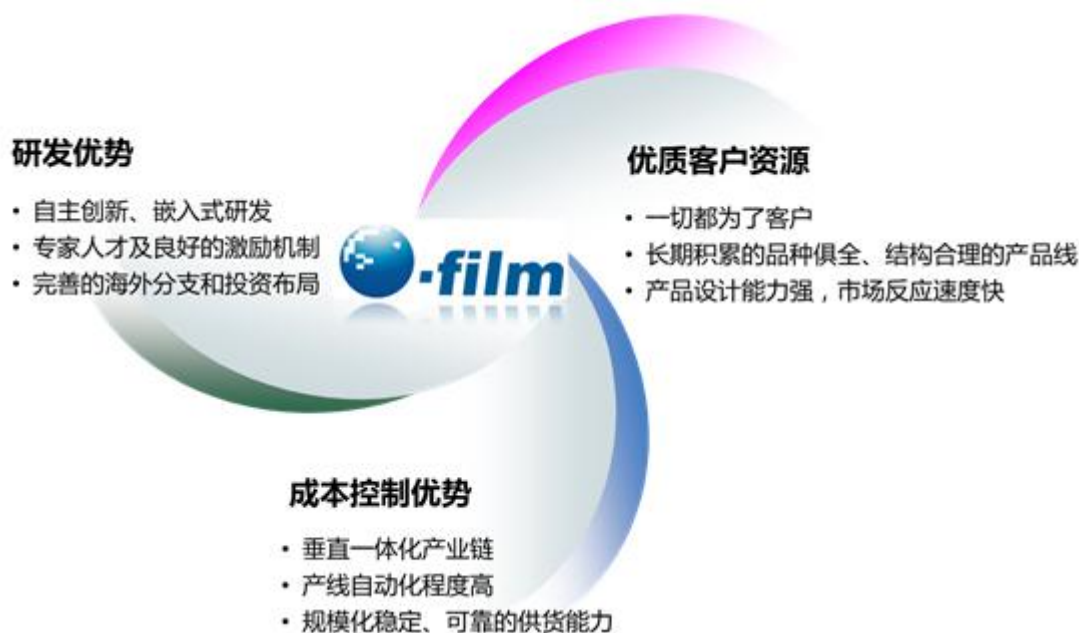 研发优势
• 自主创新、嵌入式研发
• 专家人才及良好的激励机制
• 完善的海外分支和投资布局
-film
优质客户资源
• 一切都为了客户
• 长期积累的品种俱全、结构合理的产品线
• 产品设计能力强，市场反应速度快
成本控制优势
• 垂直一体化产业链
• 产线自动化程度高
• 规模化稳定、可靠的供货能力